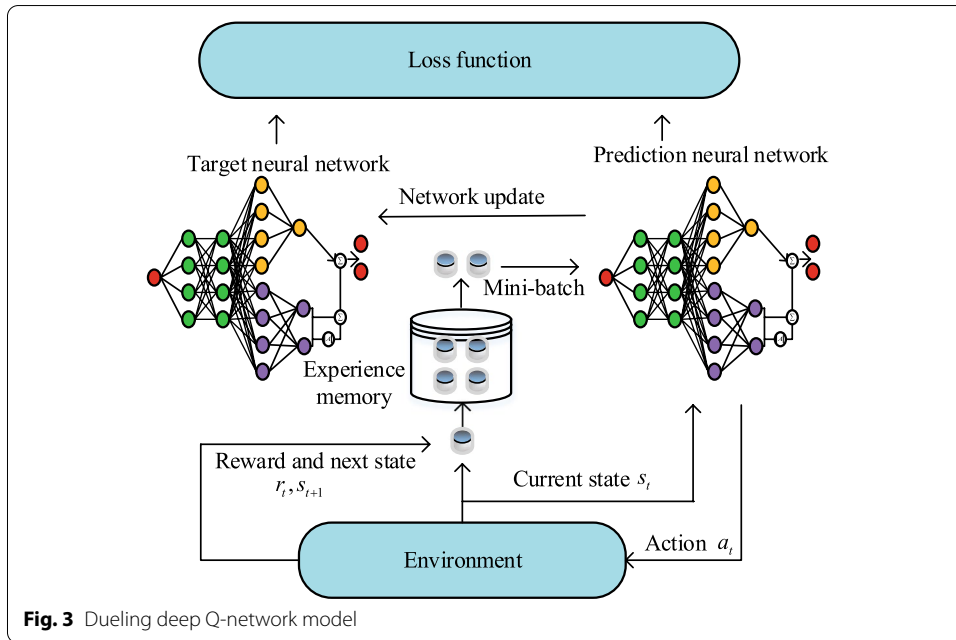 Loss function
Target neural network
Prediction neural network
Network update
Mini-batch
Experience
memory
Reward and next state
r_t, s_{t+1}
Current state s_t
Action a_t
Environment
Fig. 3 Dueling deep Q-network model